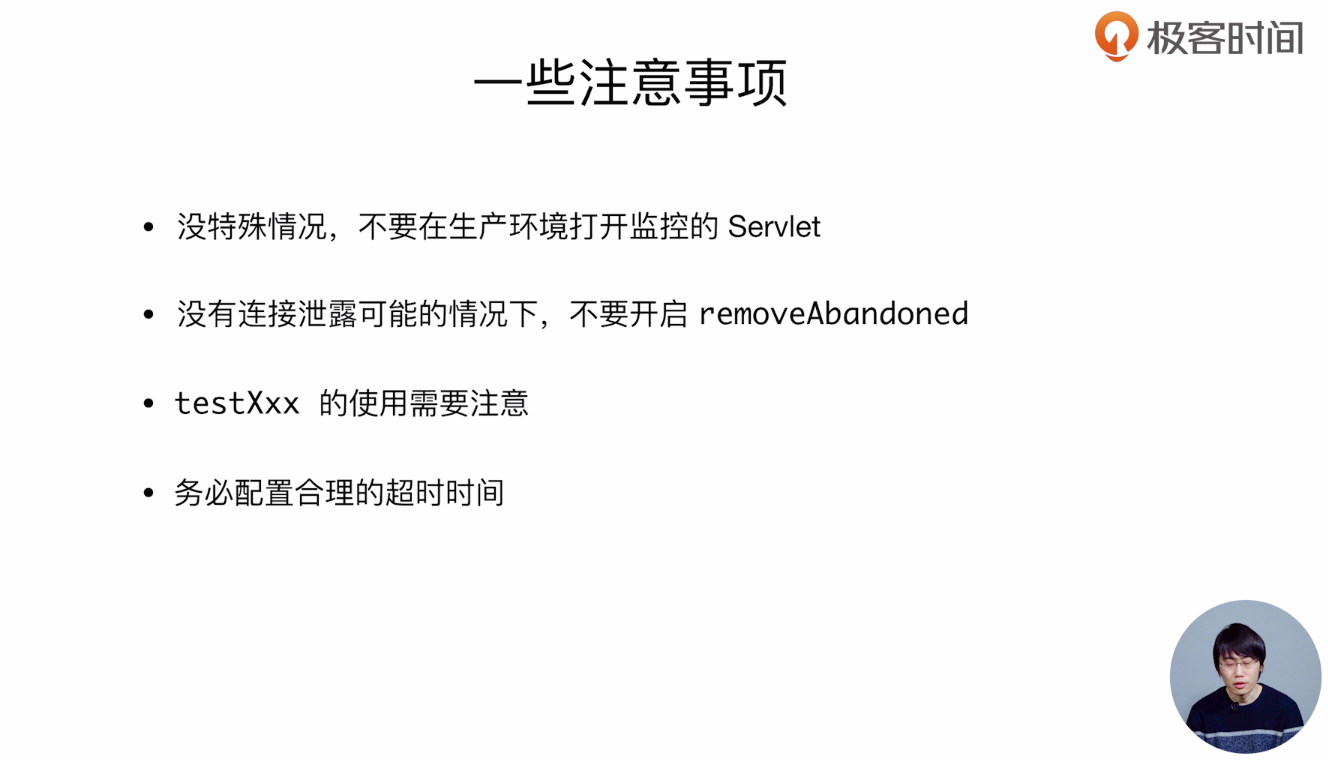 极客时间
一些注意事项
• 没特殊情况，不要在生产环境打开监控的 Servlet
• 没有连接泄露可能的情况下，不要开启 removeAbandoned
• testXxx 的使用需要注意
• 务必配置合理的超时时间